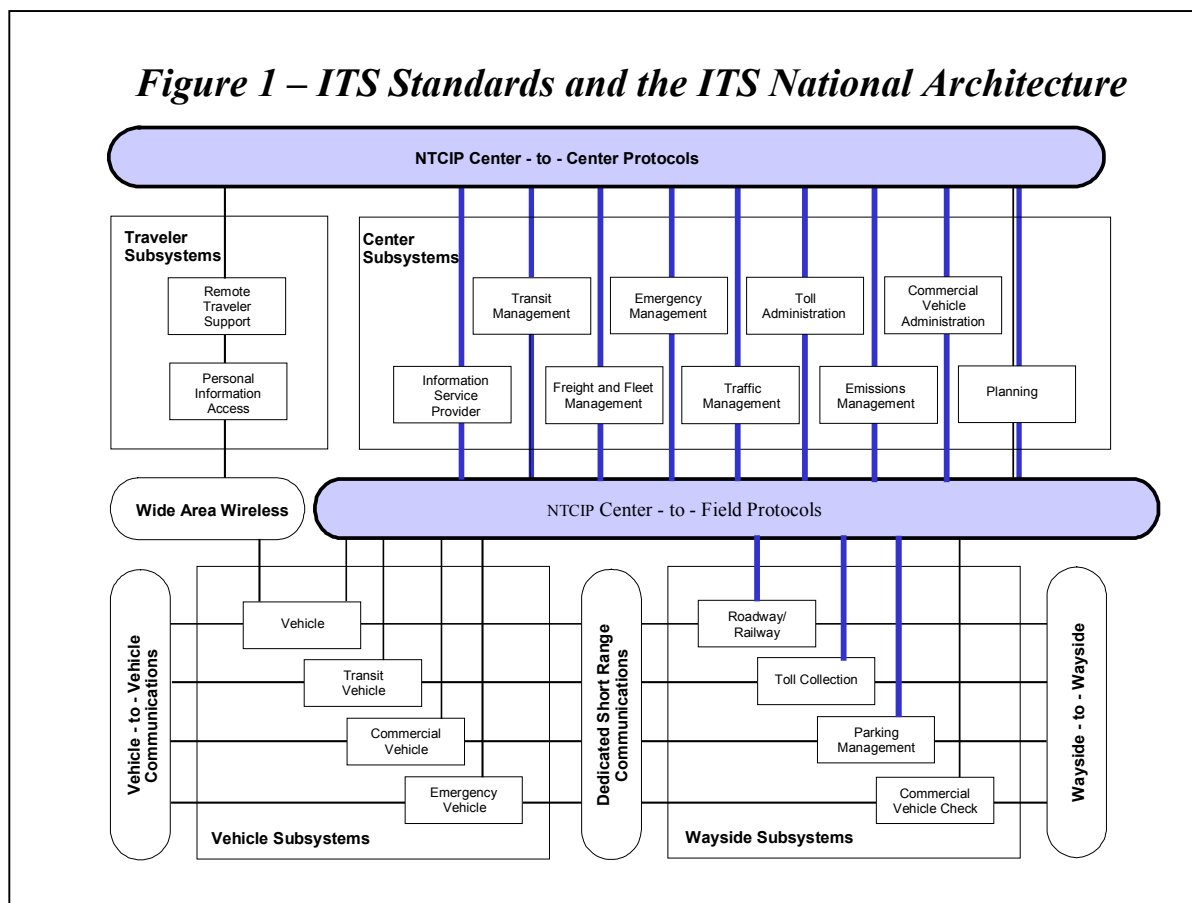 Figure 1 – ITS Standards and the ITS National Architecture
NTCIP Center - to - Center Protocols
Traveler
Subsystems
Remote
Traveler
Support
Personal
Information
Access
Center
Subsystems
Transit
Management
Emergency
Management
Toll
Administration
Commercial
Vehicle
Administration
Information
Service
Provider
Freight and Fleet
Management
Traffic
Management
Emissions
Management
Planning
Wide Area Wireless
NTCIP Center - to - Field Protocols
Vehicle - to - Vehicle
Communications
Vehicle
Transit
Vehicle
Commercial
Vehicle
Emergency
Vehicle
Vehicle Subsystems
Dedicated Short Range
Communications
Roadway/
Railway
Toll Collection
Parking
Management
Commercial
Vehicle Check
Wayside Subsystems
Wayside - to - Wayside